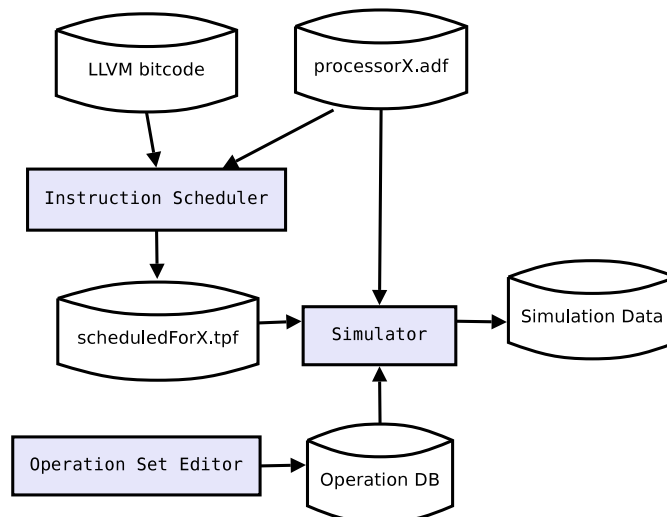 LLVM bitcode
processorX.adf
Instruction Scheduler
scheduledForX.tpf
Simulator
Simulation Data
Operation Set Editor
Operation DB